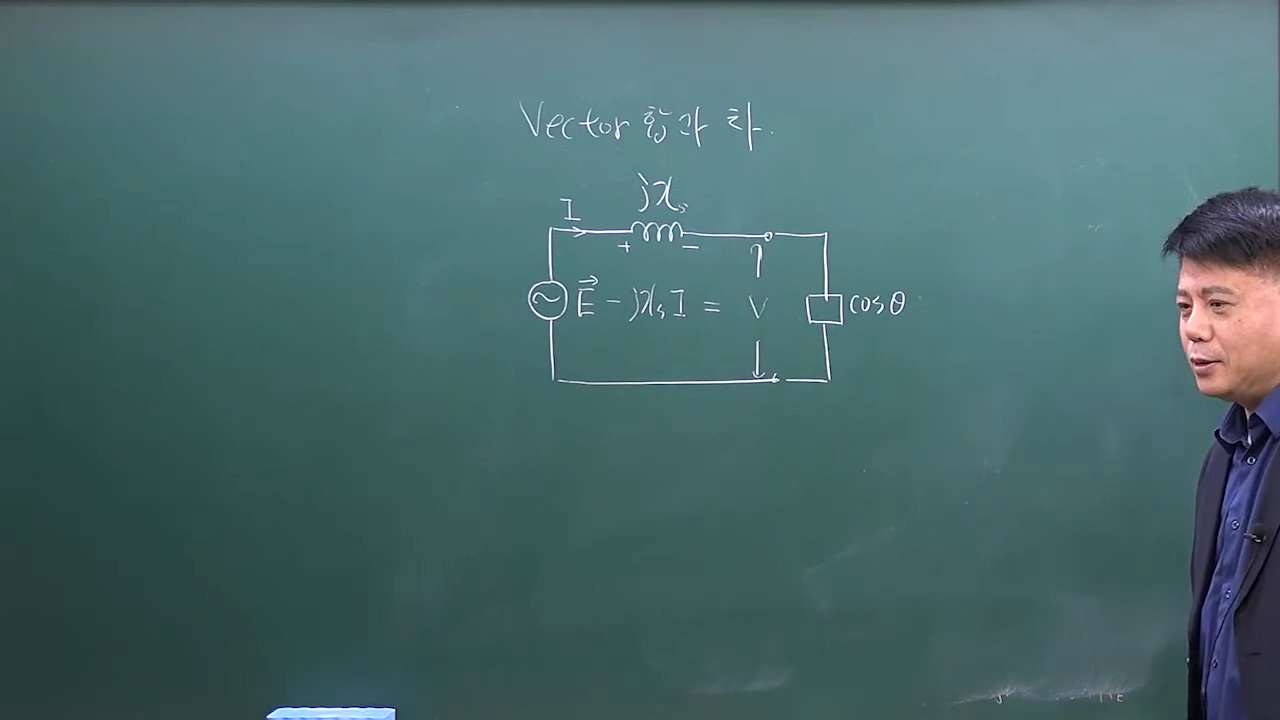 Vector 합과 차.
jxₛ
I
+ −
E⃗ − jxₛI = V
cosθ